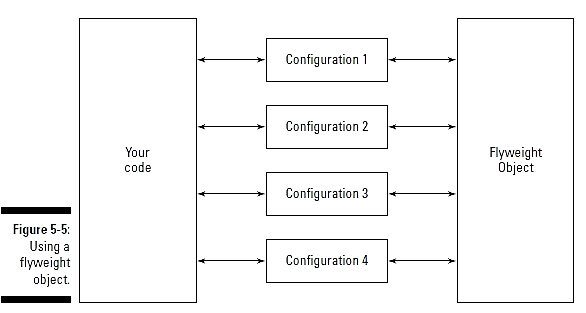 Your
code
Configuration 1
Configuration 2
Configuration 3
Configuration 4
Flyweight
Object
Figure 5-5:
Using a
flyweight
object.